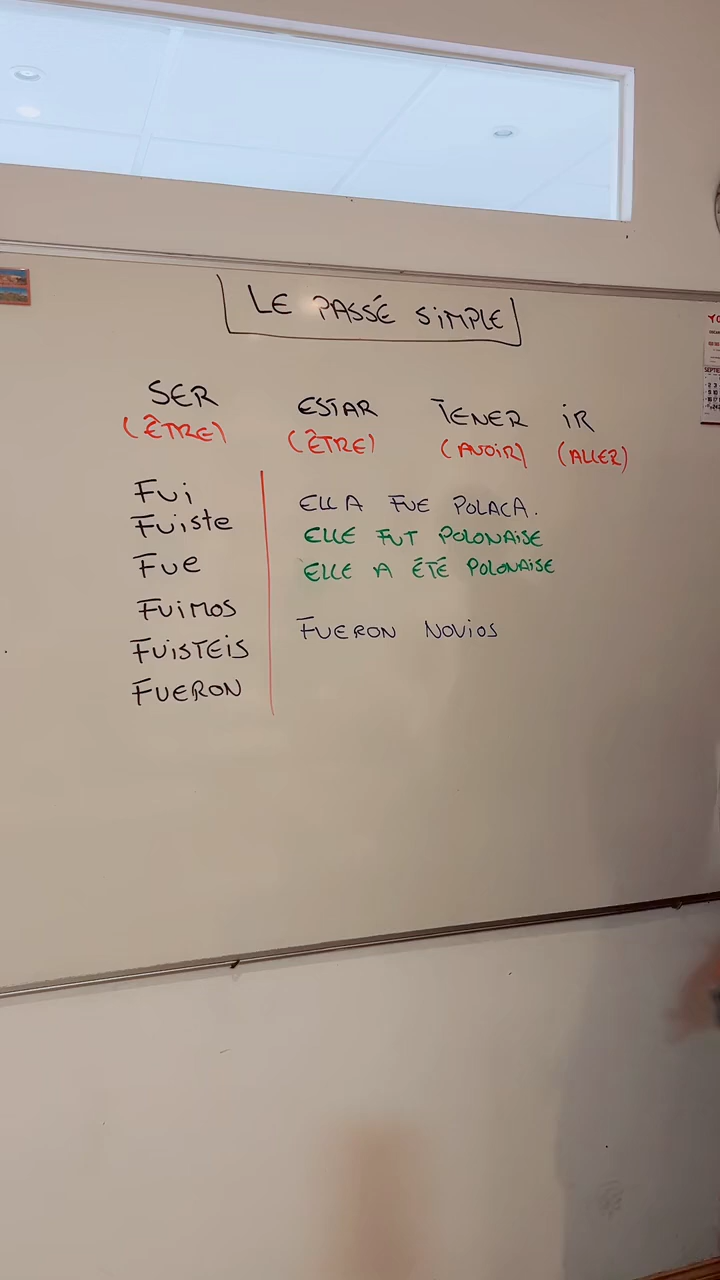 LE PASSÉ SIMPLE
SER ESTAR TENER iR
(ÊTRE) (ÊTRE) (AVOIR) (ALLER)
Fui
Fuiste
Fue
FuiMOS
FUiSTEiS
FUERON
ELLA FUE POLACA.
ELLE FUT POLONAiSE
ELLE A ÉTÉ POLONAiSE
FUERON NOViOS